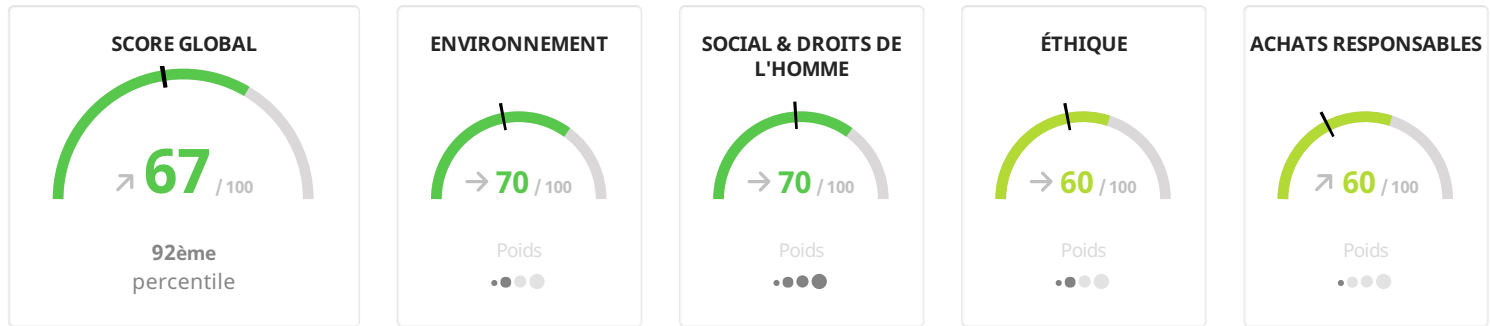 SCORE GLOBAL
67 / 100
92ème
percentile
ENVIRONNEMENT
70 / 100
Poids
SOCIAL & DROITS DE
L'HOMME
70 / 100
Poids
ÉTHIQUE
60 / 100
Poids
ACHATS RESPONSABLES
60 / 100
Poids